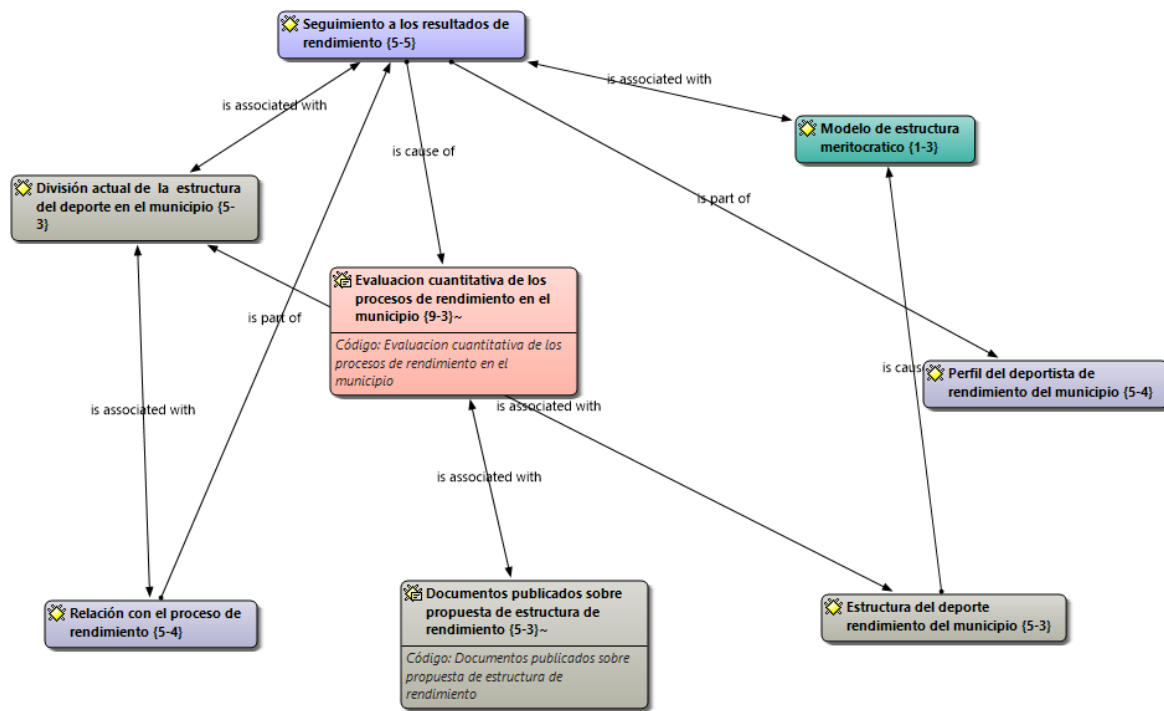 Seguimiento a los resultados de
rendimiento {5-5}
is associated with
is associated with
Modelo de estructura
meritocratico {1-3}
is cause of
División actual de la estructura
del deporte en el municipio {5-
3}
is part of
Evaluacion cuantitativa de los
procesos de rendimiento en el
municipio {9-3}~
is part of
Código: Evaluacion cuantitativa de los
procesos de rendimiento en el
municipio
is cause
Perfil del deportista de
rendimiento del municipio {5-4}
is associated with
is associated with
is associated with
Relación con el proceso de
rendimiento {5-4}
Documentos publicados sobre
propuesta de estructura de
rendimiento {5-3}~
Código: Documentos publicados sobre
propuesta de estructura de
rendimiento
Estructura del deporte
rendimiento del municipio {5-3}